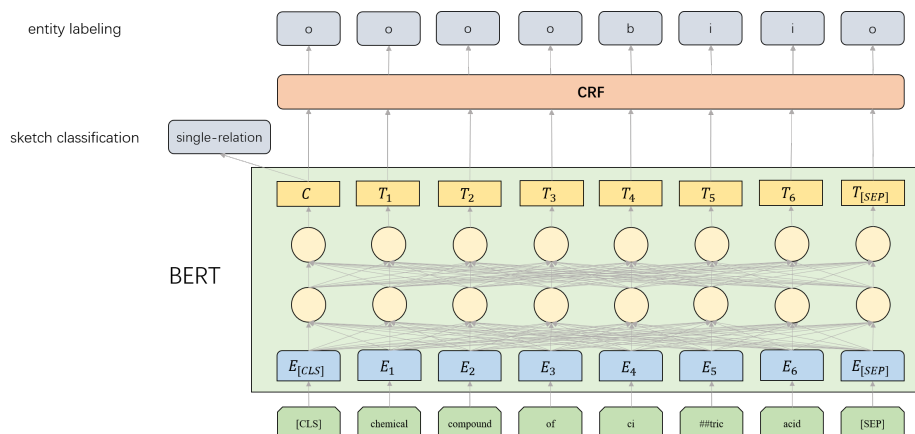 entity labeling
o o o o b i i o
CRF
sketch classification
single-relation
C T₁ T₂ T₃ T₄ T₅ T₆ T[SEP]
BERT
E[CLS] E₁ E₂ E₃ E₄ E₅ E₆ E[SEP]
[CLS] chemical compound of ci ##tric acid [SEP]